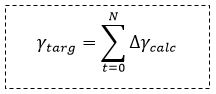 γ_targ = ∑_{t=0}^{N} Δγ_calc